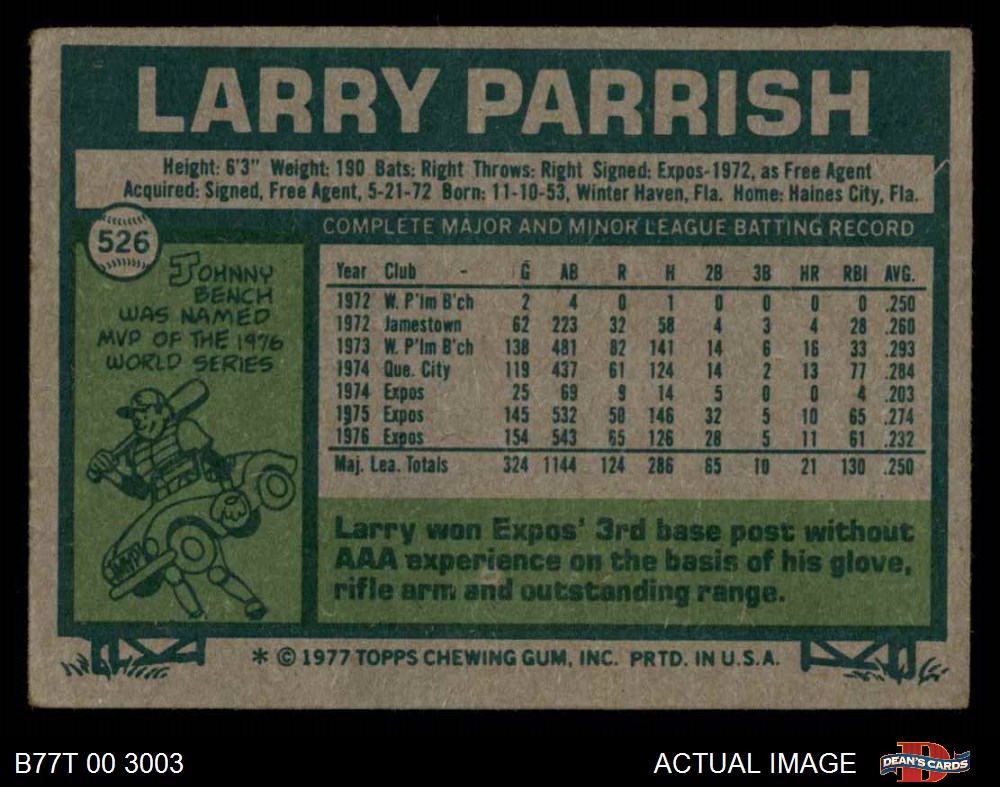 LARRY PARRISH
Height: 6'3" Weight: 190 Bats: Right Throws: Right Signed: Expos-1972, as Free Agent
Acquired: Signed, Free Agent, 5-21-72 Born: 11-10-53, Winter Haven, Fla. Home: Haines City, Fla.
526
JOHNNY
BENCH
WAS NAMED
MVP OF THE 1976
WORLD SERIES
COMPLETE MAJOR AND MINOR LEAGUE BATTING RECORD
Year Club - G AB R H 2B 3B HR RBI AVG.
1972 W. P'lm B'ch 2 4 0 1 0 0 0 0 .250
1972 Jamestown 62 223 32 58 4 3 4 28 .260
1973 W. P'lm B'ch 138 481 82 141 14 6 16 33 .293
1974 Que. City 119 437 61 124 14 2 13 77 .284
1974 Expos 25 69 9 14 5 0 0 4 .203
1975 Expos 145 532 50 146 32 5 10 65 .274
1976 Expos 154 543 65 126 28 5 11 61 .232
Maj. Lea. Totals 324 1144 124 286 65 10 21 130 .250
Larry won Expos' 3rd base post without
AAA experience on the basis of his glove,
rifle arm and outstanding range.
* © 1977 TOPPS CHEWING GUM, INC. PRTD. IN U.S.A.
B77T 00 3003
ACTUAL IMAGE
DEAN'S CARDS